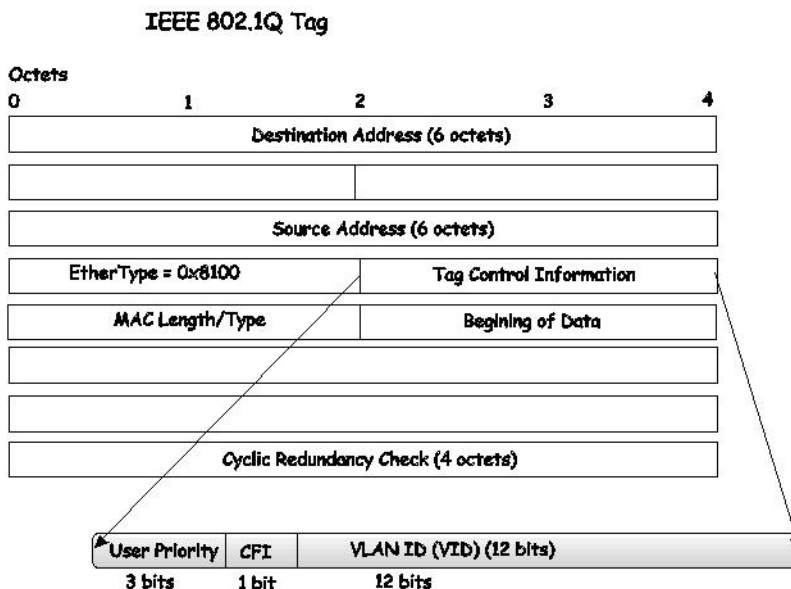 IEEE 802.1Q Tag
Octets
0 1 2 3 4
Destination Address (6 octets)
Source Address (6 octets)
EtherType = 0x8100 Tag Control Information
MAC Length/Type Begining of Data
Cyclic Redundancy Check (4 octets)
User Priority CFI VLAN ID (VID) (12 bits)
3 bits 1 bit 12 bits